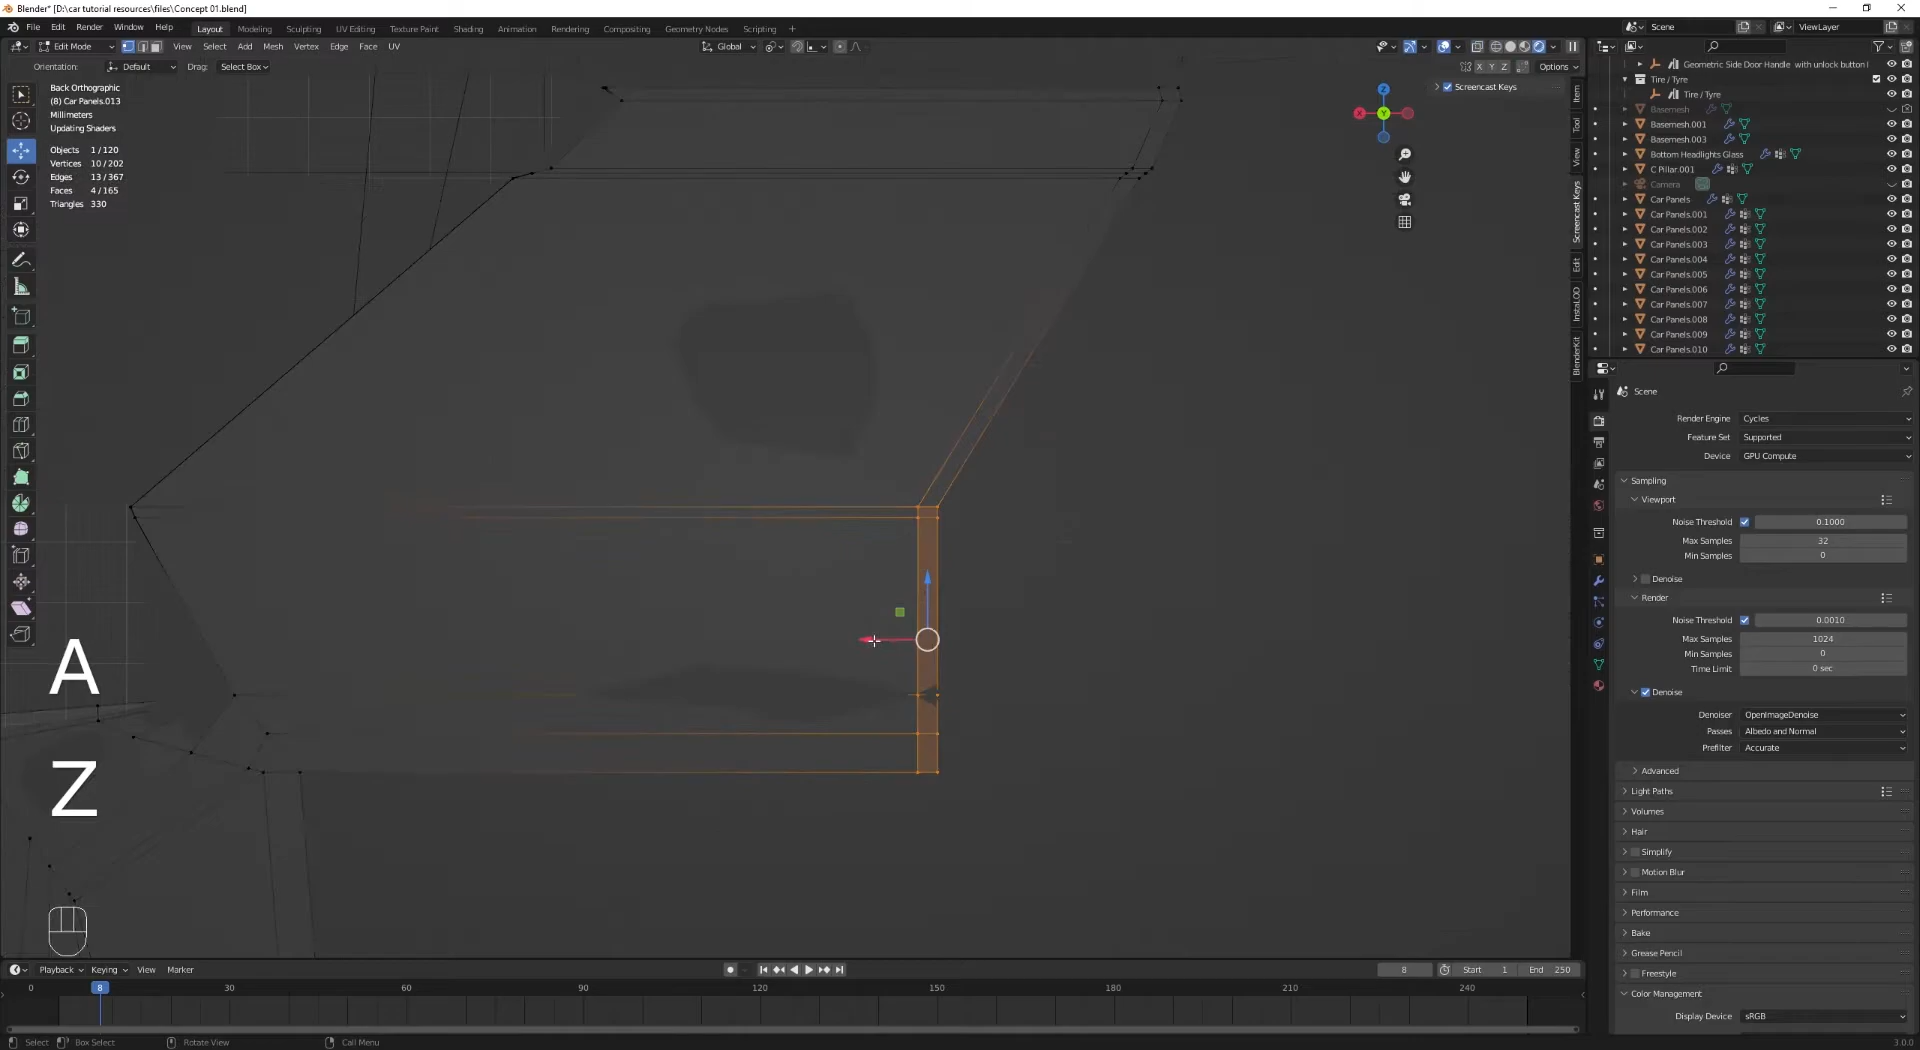 Blender* [D:\car tutorial resources\files\Concept 01.blend]
File Edit Render Window Help
Layout Modeling Sculpting UV Editing Texture Paint Shading Animation Rendering Compositing Geometry Nodes Scripting +
Scene
ViewLayer
Edit Mode View Select Add Mesh Vertex Edge Face UV
Global
Orientation: Default Drag: Select Box
X Y Z Options
Back Orthographic
(8) Car Panels.013
Millimeters
Updating Shaders
Objects 1/120
Vertices 10/202
Edges 13/367
Faces 4/165
Triangles 330
Screencast Keys
Z
X
Y
Item
Tool
View
Screencast Keys
Edit
InstaLOD
BlenderKit
A
Z
Geometric Side Door Handle with unlock button
Tire / Tyre
Tire / Tyre
Basemesh
Basemesh.001
Basemesh.003
Bottom Headlights Glass
C Pillar.001
Camera
Car Panels
Car Panels.001
Car Panels.002
Car Panels.003
Car Panels.004
Car Panels.005
Car Panels.006
Car Panels.007
Car Panels.008
Car Panels.009
Car Panels.010
Scene
Render Engine Cycles
Feature Set Supported
Device GPU Compute
Sampling
Viewport
Noise Threshold 0.1000
Max Samples 32
Min Samples 0
Denoise
Render
Noise Threshold 0.0010
Max Samples 1024
Min Samples 0
Time Limit 0 sec
Denoise
Denoiser OpenImageDenoise
Passes Albedo and Normal
Prefilter Accurate
Advanced
Light Paths
Volumes
Hair
Simplify
Motion Blur
Film
Performance
Bake
Grease Pencil
Freestyle
Color Management
Display Device sRGB
Playback Keying View Marker
8 Start 1 End 250
0 8 30 60 90 120 150 180 210 240
Select Box Select Rotate View Call Menu
3.0.0